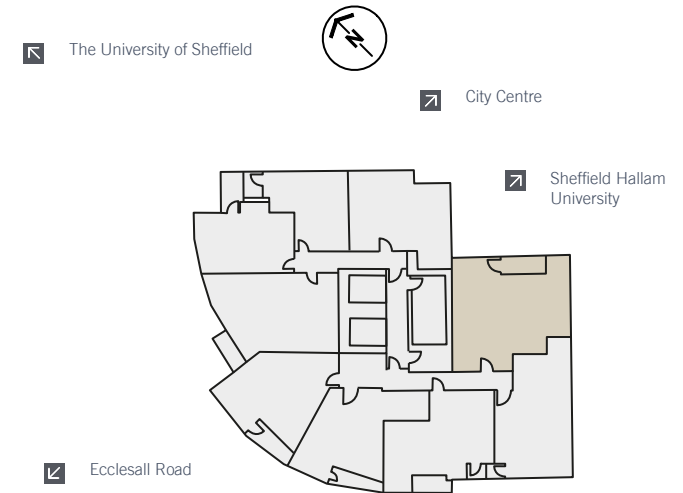 N
The University of Sheffield
City Centre
Sheffield Hallam
University
Ecclesall Road